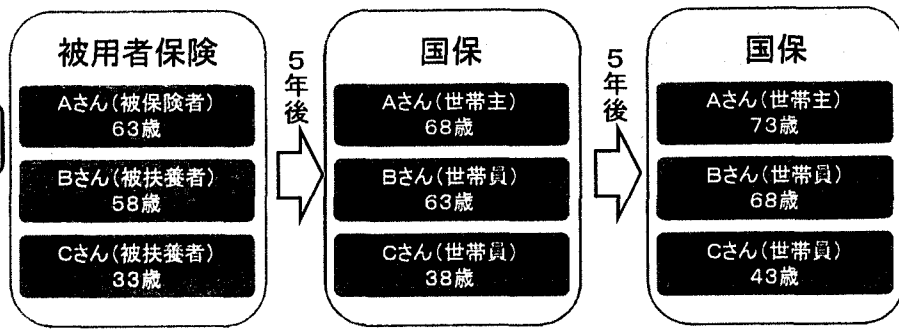 被用者保険
Aさん(被保険者)
63歳
Bさん(被扶養者)
58歳
Cさん(被扶養者)
33歳
5年後
国保
Aさん(世帯主)
68歳
Bさん(世帯員)
63歳
Cさん(世帯員)
38歳
5年後
国保
Aさん(世帯主)
73歳
Bさん(世帯員)
68歳
Cさん(世帯員)
43歳